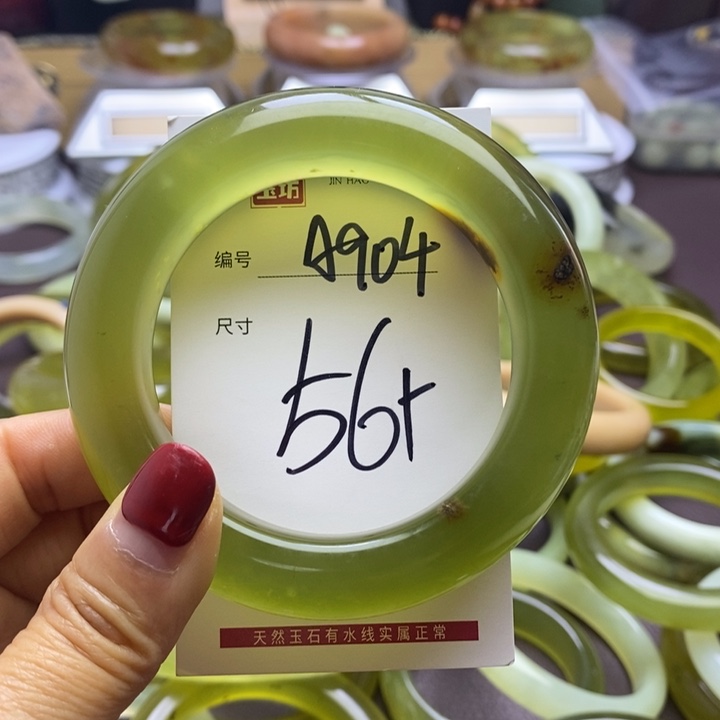 玉坊
JIN HAO
编号 A904
尺寸
56+
天然玉石有水线实属正常